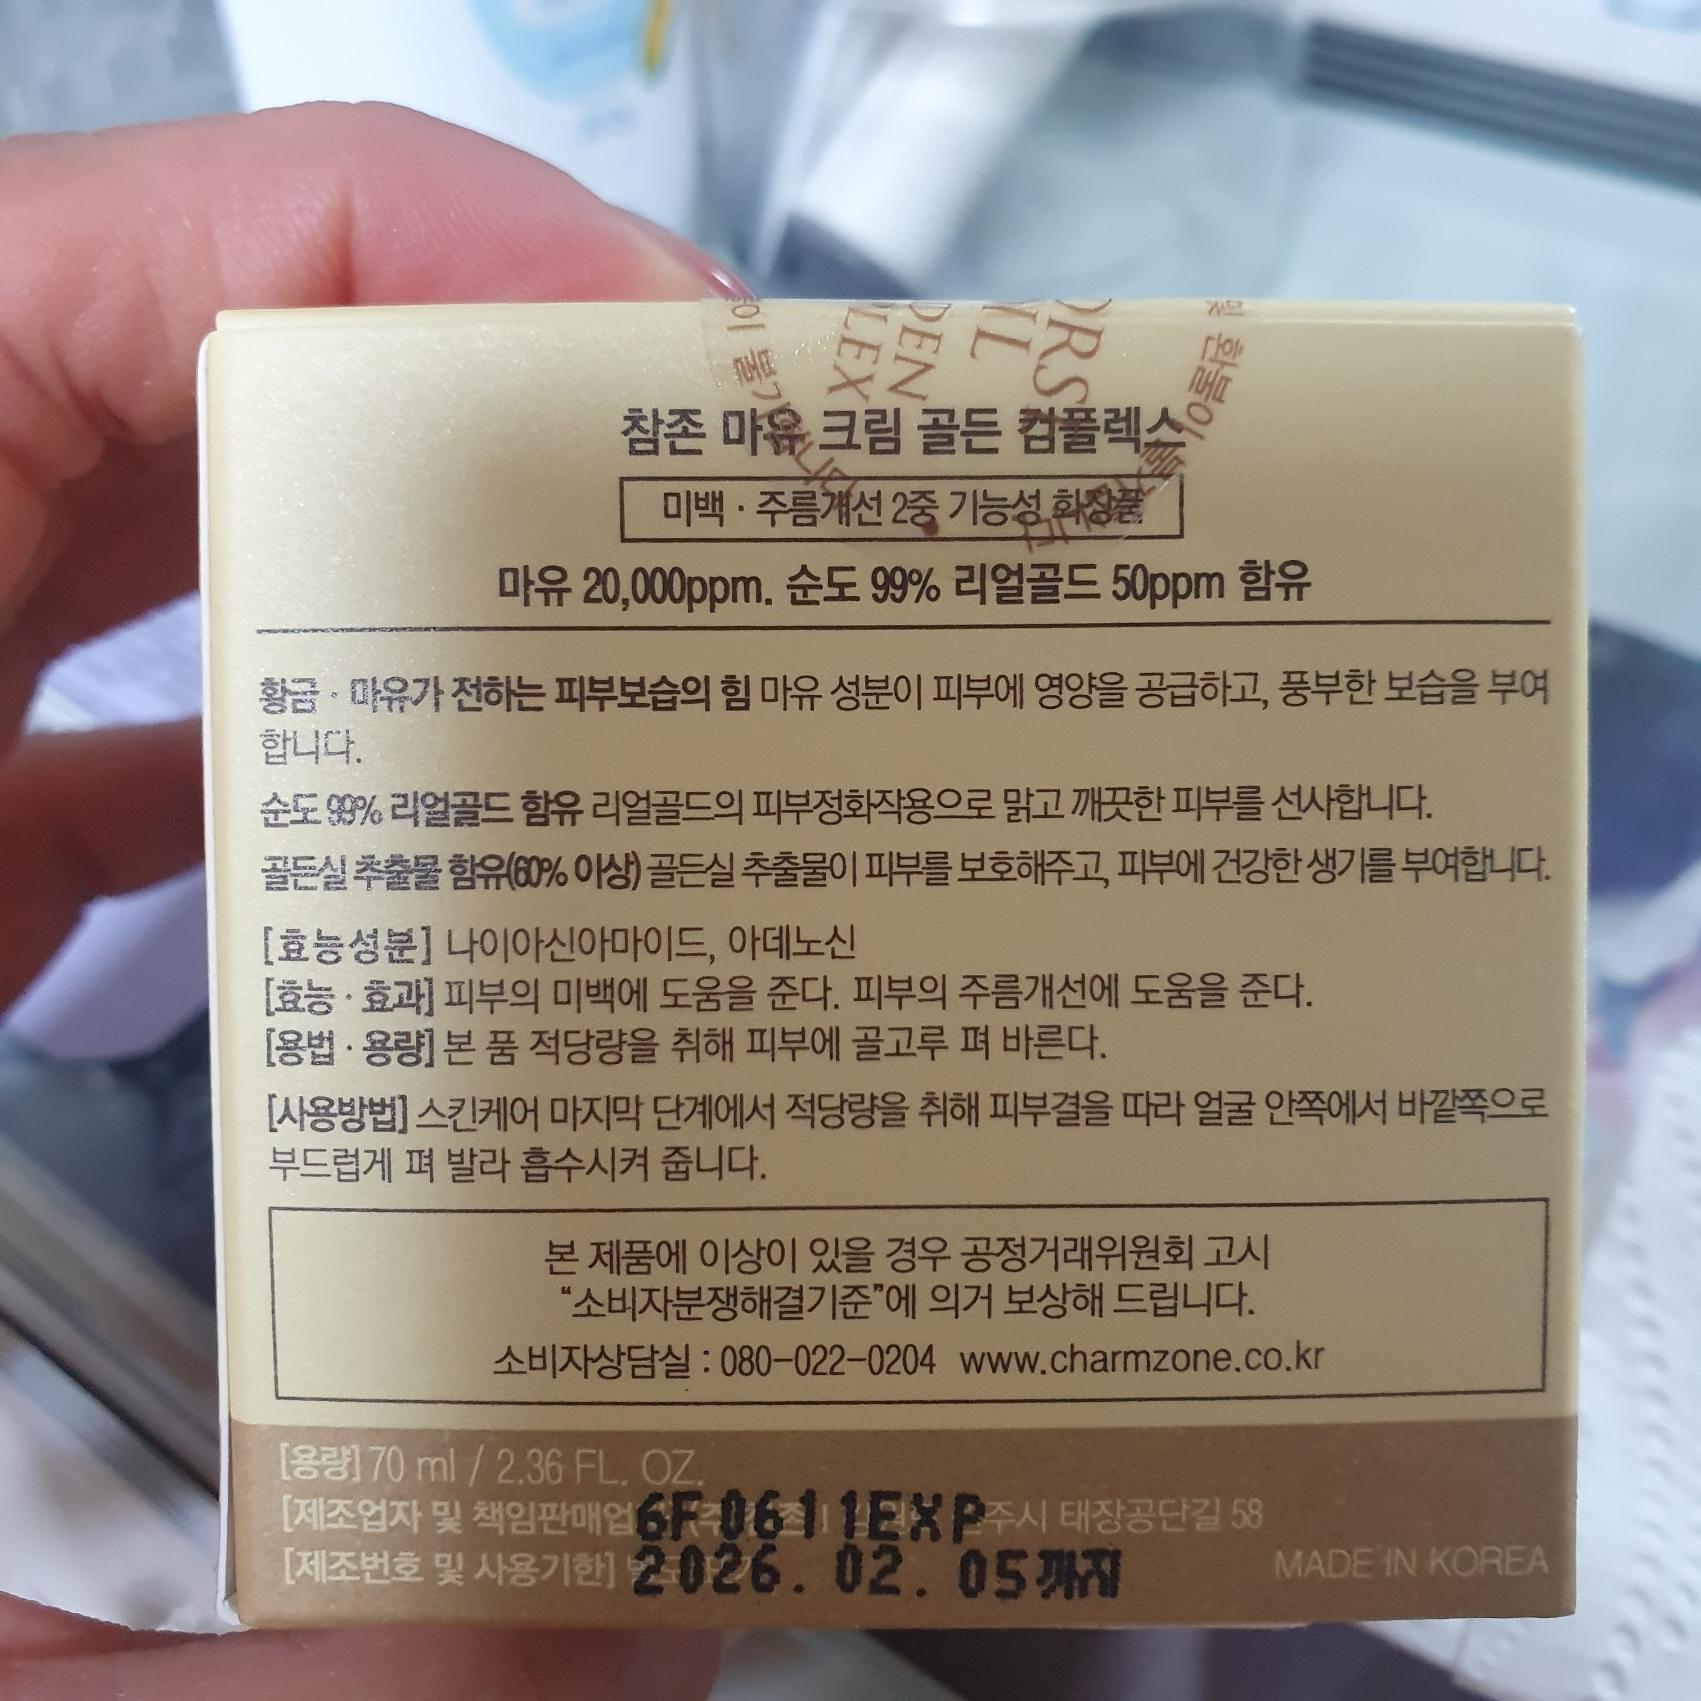 ORS
IL
DEN
LEX
참존 마유 크림 골든 컴플렉스
미백 · 주름개선 2중 기능성 화장품
마유 20,000ppm. 순도 99% 리얼골드 50ppm 함유
황금 · 마유가 전하는 피부보습의 힘 마유 성분이 피부에 영양을 공급하고, 풍부한 보습을 부여
합니다.
순도 99% 리얼골드 함유 리얼골드의 피부정화작용으로 맑고 깨끗한 피부를 선사합니다.
골든실 추출물 함유(60% 이상) 골든실 추출물이 피부를 보호해주고, 피부에 건강한 생기를 부여합니다.
[효능성분] 나이아신아마이드, 아데노신
[효능 · 효과] 피부의 미백에 도움을 준다. 피부의 주름개선에 도움을 준다.
[용법 · 용량] 본 품 적당량을 취해 피부에 골고루 펴 바른다.
[사용방법] 스킨케어 마지막 단계에서 적당량을 취해 피부결을 따라 얼굴 안쪽에서 바깥쪽으로
부드럽게 펴 발라 흡수시켜 줍니다.
본 제품에 이상이 있을 경우 공정거래위원회 고시
“소비자분쟁해결기준”에 의거 보상해 드립니다.
소비자상담실 : 080-022-0204 www.charmzone.co.kr
[용량] 70 ml / 2.36 FL. OZ.
[제조업자 및 책임판매업 태장공단길 58
6F0611EXP
[제조번호 및 사용기한]
2026. 02. 05까지
MADE IN KOREA